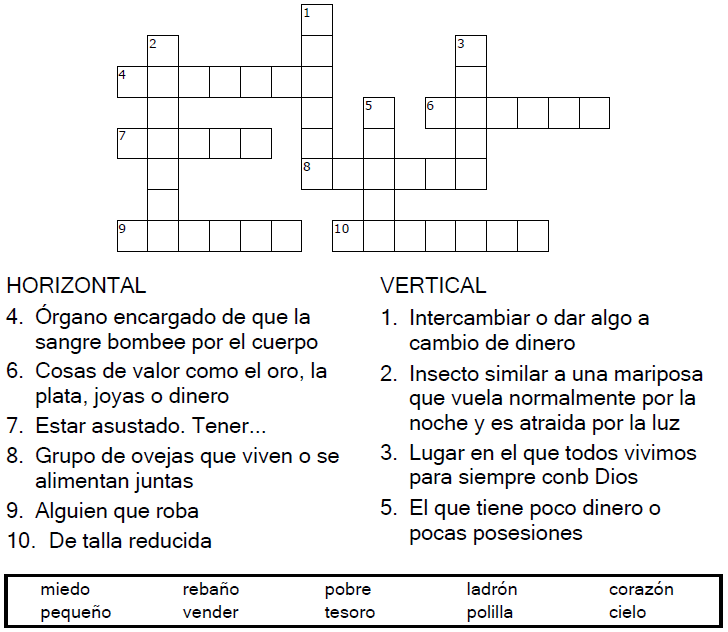 1
2
3
4
5
6
7
8
9
10
HORIZONTAL
4. Órgano encargado de que la
sangre bombee por el cuerpo
6. Cosas de valor como el oro, la
plata, joyas o dinero
7. Estar asustado. Tener...
8. Grupo de ovejas que viven o se
alimentan juntas
9. Alguien que roba
10. De talla reducida
VERTICAL
1. Intercambiar o dar algo a
cambio de dinero
2. Insecto similar a una mariposa
que vuela normalmente por la
noche y es atraida por la luz
3. Lugar en el que todos vivimos
para siempre conb Dios
5. El que tiene poco dinero o
pocas posesiones
miedo rebaño pobre ladrón corazón
pequeño vender tesoro polilla cielo